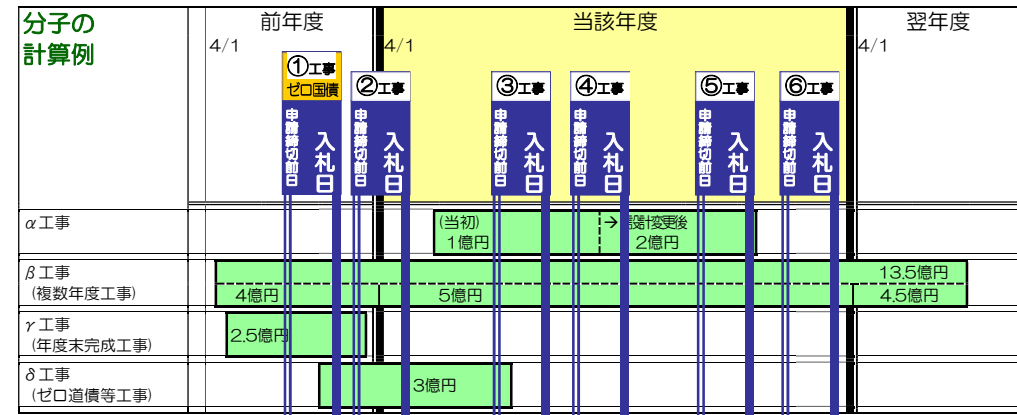 分子の
計算例
前年度
当該年度
翌年度
4/1
4/1
4/1
①工事
ゼロ国債
②工事
③工事
④工事
⑤工事
⑥工事
申請締切前日
入札日
申請締切前日
入札日
申請締切前日
入札日
申請締切前日
入札日
申請締切前日
入札日
申請締切前日
入札日
α工事
(当初)
1億円
→ 設計変更後
2億円
β工事
(複数年度工事)
13.5億円
4億円
5億円
4.5億円
γ工事
(年度末完成工事)
2.5億円
δ工事
(ゼロ道債等工事)
3億円